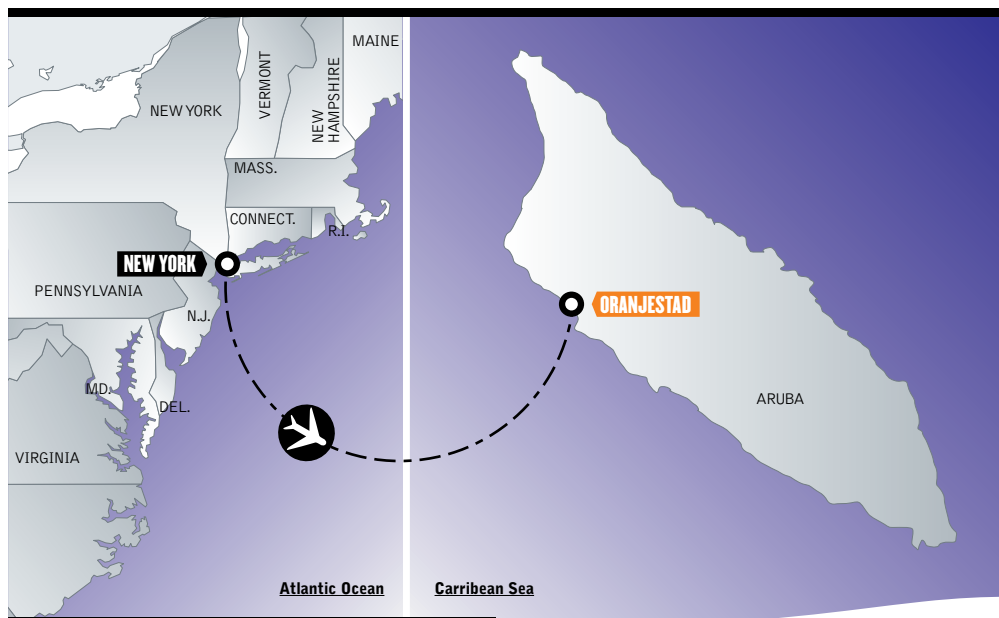 MAINE
VERMONT
NEW
HAMPSHIRE
NEW YORK
MASS.
CONNECT.
R.I.
NEW YORK
PENNSYLVANIA
N.J.
MD.
DEL.
VIRGINIA
Atlantic Ocean
ORANJESTAD
ARUBA
Carribean Sea